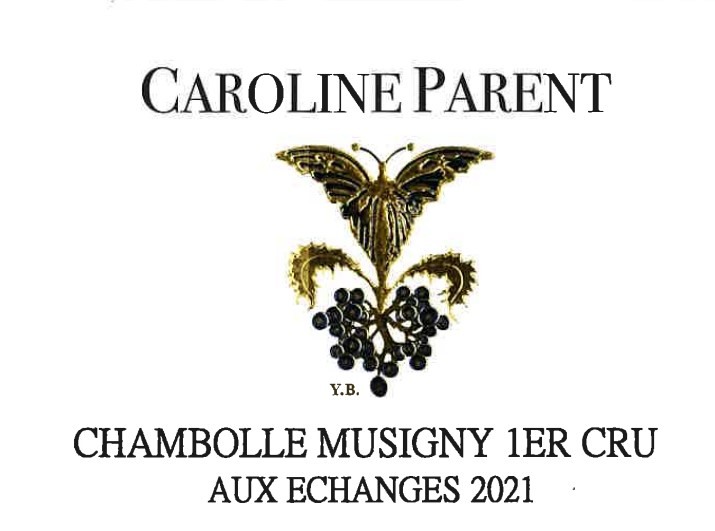 CAROLINE PARENT
Y.B.
CHAMBOLLE MUSIGNY 1ER CRU
AUX ECHANGES 2021